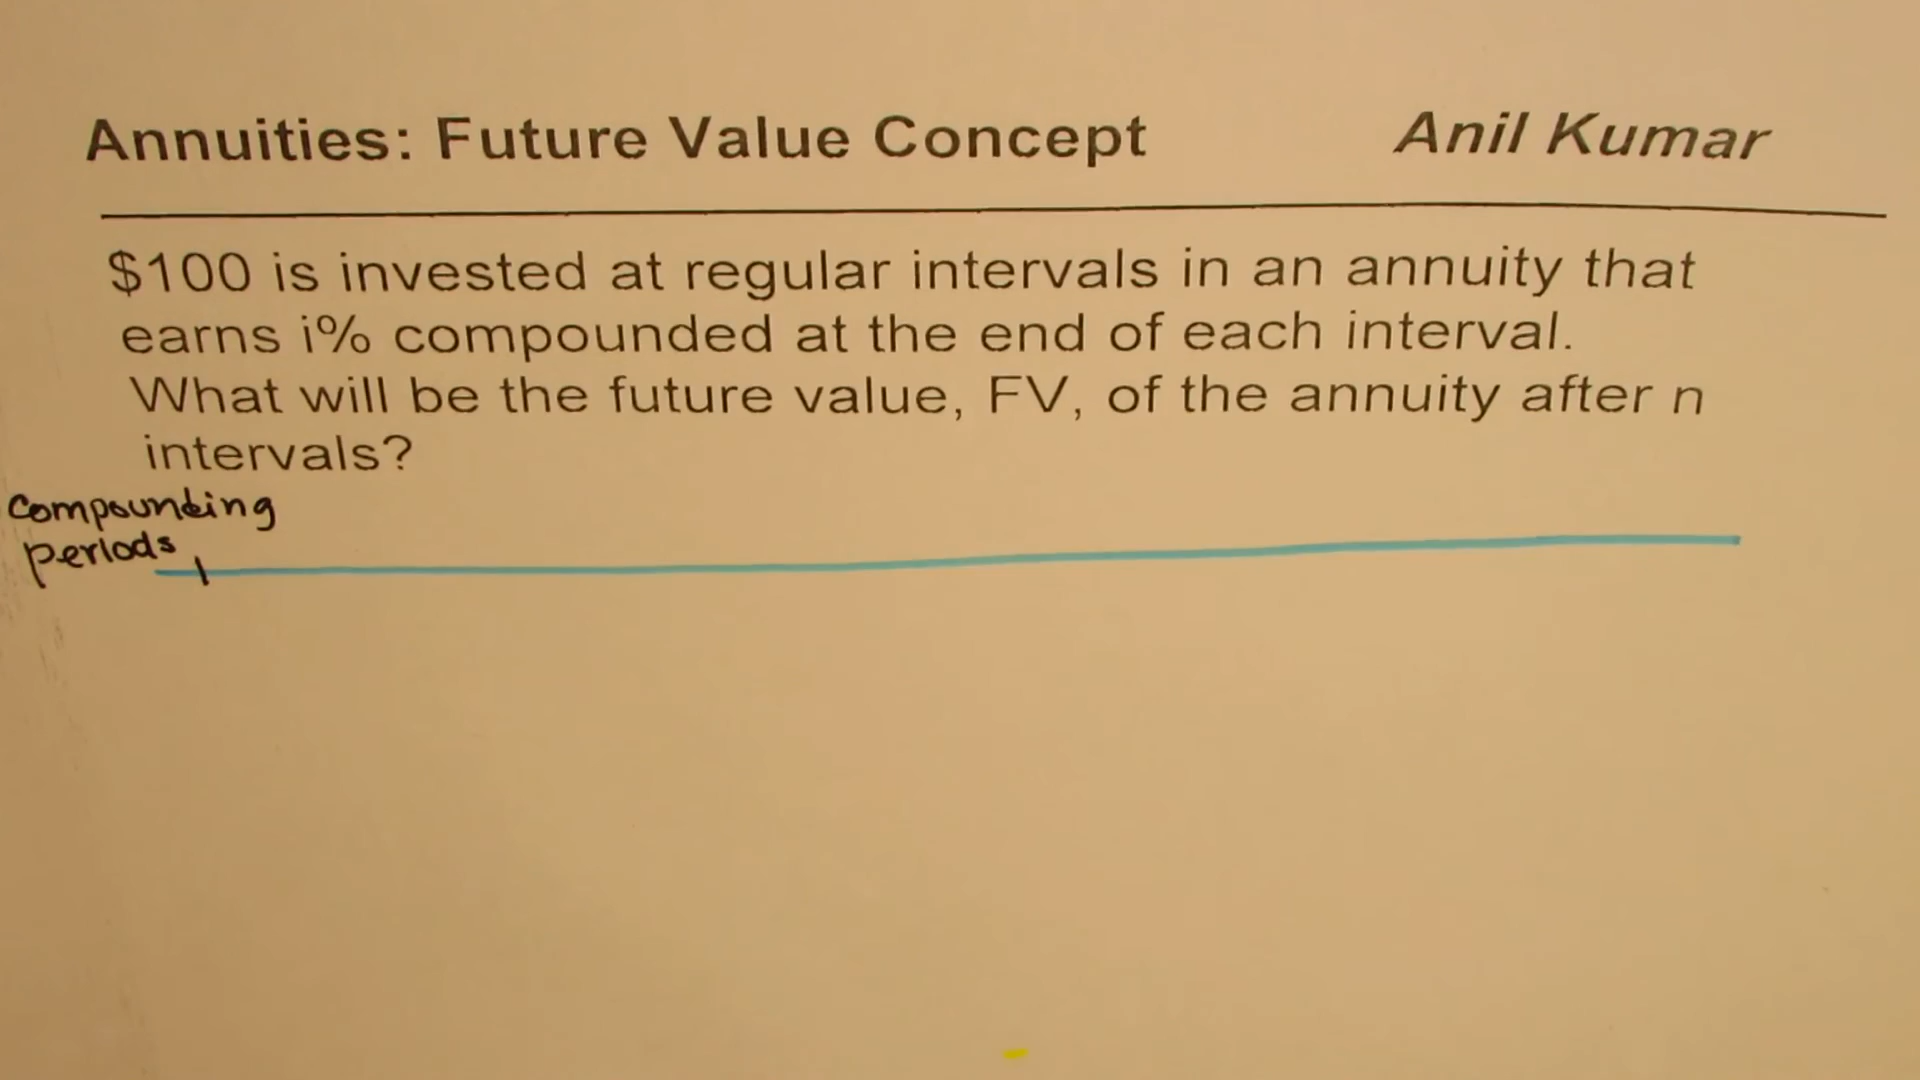 Annuities: Future Value Concept Anil Kumar
$100 is invested at regular intervals in an annuity that
earns i% compounded at the end of each interval.
What will be the future value, FV, of the annuity after n
intervals?
Compounding
periods